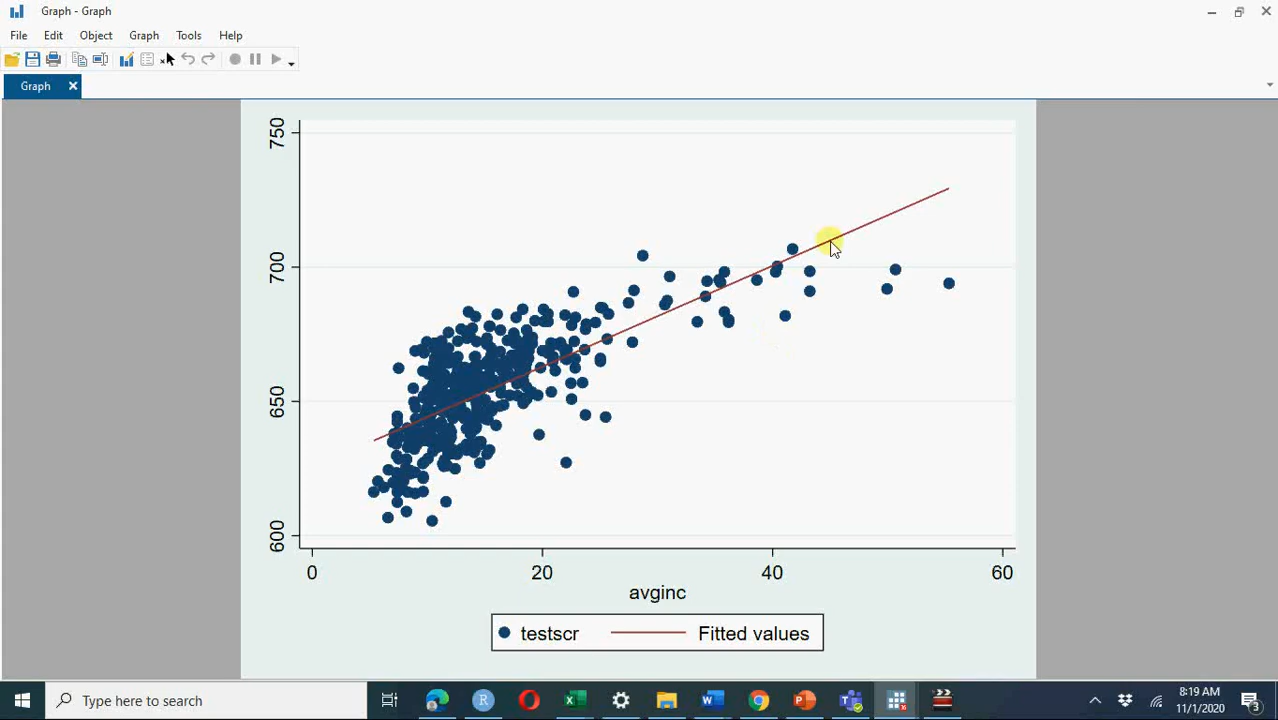 Graph - Graph
File Edit Object Graph Tools Help
Graph
750
700
650
600
0 20 40 60
avginc
testscr Fitted values
Type here to search
8:19 AM
11/1/2020
3